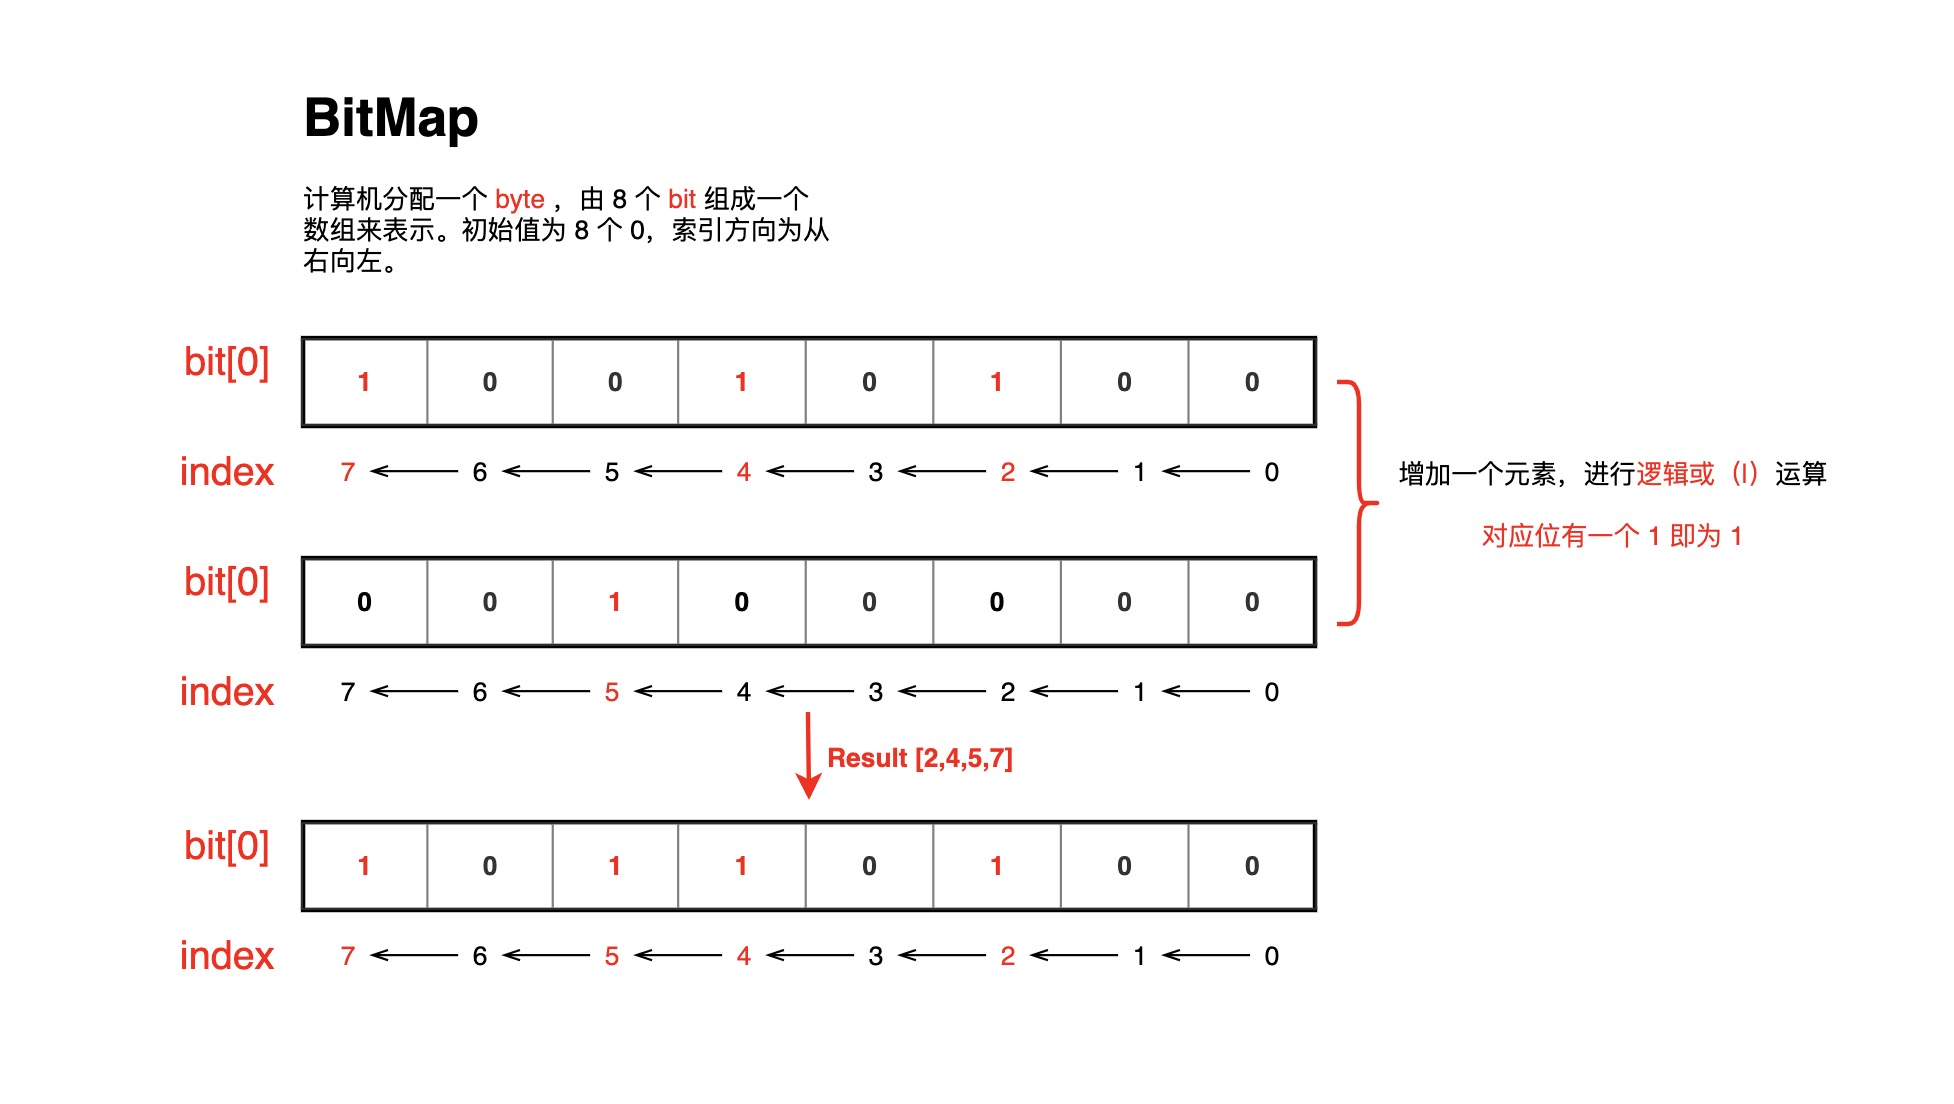 BitMap
计算机分配一个 byte ，由 8 个 bit 组成一个
数组来表示。初始值为 8 个 0，索引方向为从
右向左。
bit[0] 1 0 0 1 0 1 0 0
index 7 6 5 4 3 2 1 0
增加一个元素，进行逻辑或（|）运算
对应位有一个 1 即为 1
bit[0] 0 0 1 0 0 0 0 0
index 7 6 5 4 3 2 1 0
Result [2,4,5,7]
bit[0] 1 0 1 1 0 1 0 0
index 7 6 5 4 3 2 1 0